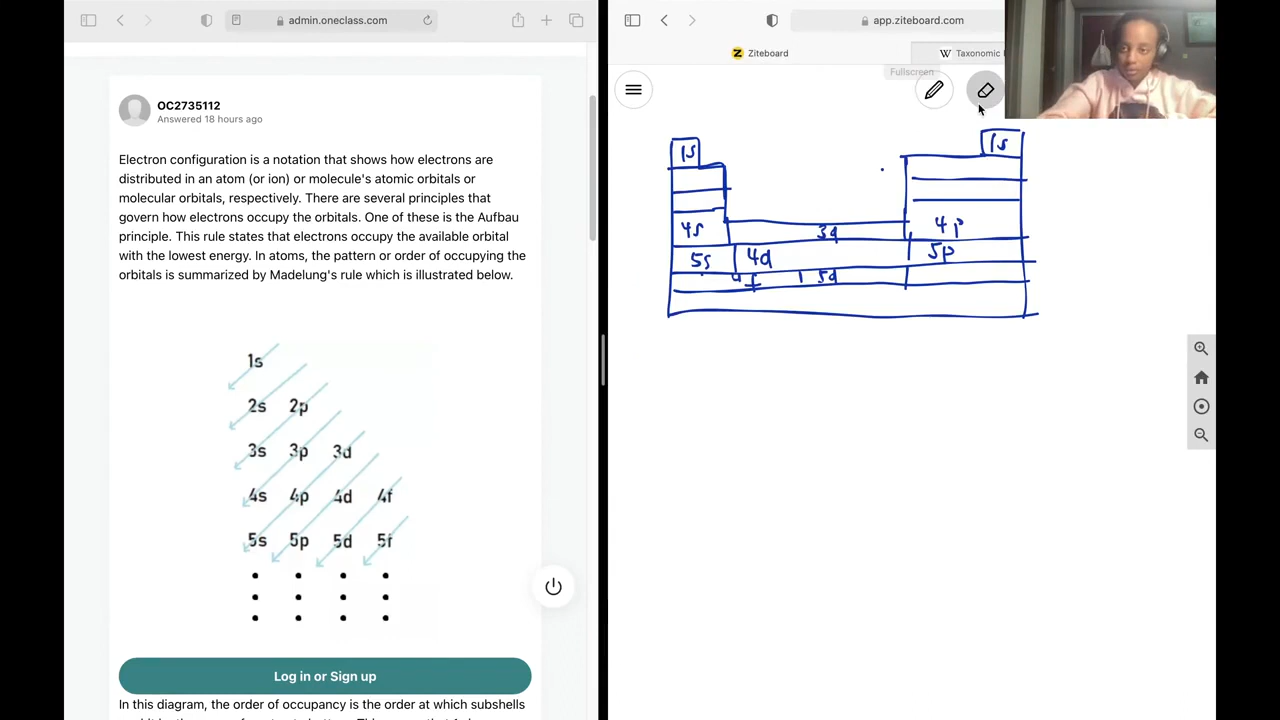 admin.oneclass.com
app.ziteboard.com
Ziteboard
W Taxonomic
Fullscreen
OC2735112
Answered 18 hours ago
Electron configuration is a notation that shows how electrons are
distributed in an atom (or ion) or molecule's atomic orbitals or
molecular orbitals, respectively. There are several principles that
govern how electrons occupy the orbitals. One of these is the Aufbau
principle. This rule states that electrons occupy the available orbital
with the lowest energy. In atoms, the pattern or order of occupying the
orbitals is summarized by Madelung's rule which is illustrated below.
1s
2s 2p
3s 3p 3d
4s 4p 4d 4f
5s 5p 5d 5f
Log in or Sign up
In this diagram, the order of occupancy is the order at which subshells
1s 1s
4s 3d 4p
5s 4d 5p
4f 5d